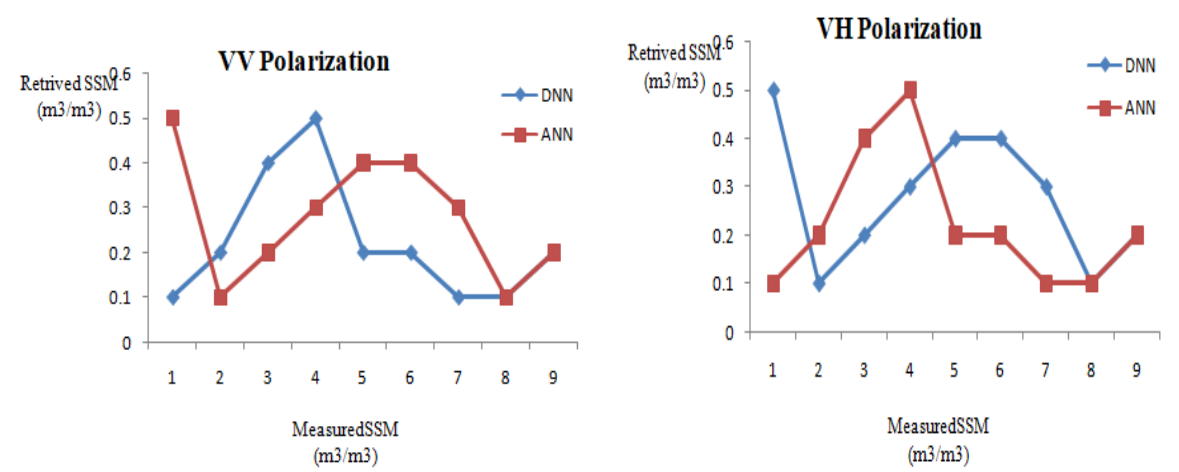 VV Polarization
Retrived SSM
(m3/m3)
0.6
0.5
0.4
0.3
0.2
0.1
0
1 2 3 4 5 6 7 8 9
MeasuredSSM
(m3/m3)
DNN
ANN
VH Polarization
Retrived SSM
(m3/m3)
0.6
0.5
0.4
0.3
0.2
0.1
0
1 2 3 4 5 6 7 8 9
MeasuredSSM
(m3/m3)
DNN
ANN